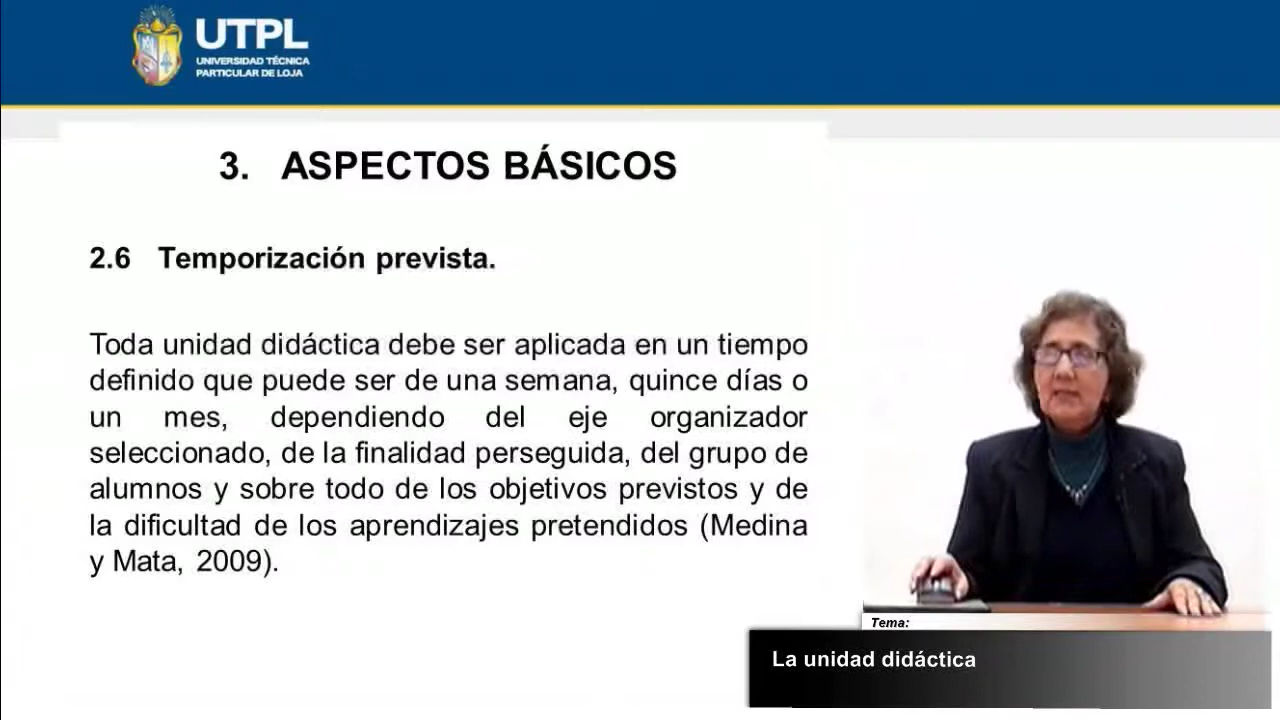 UTPL
UNIVERSIDAD TÉCNICA
PARTICULAR DE LOJA
3. ASPECTOS BÁSICOS
2.6 Temporización prevista.
Toda unidad didáctica debe ser aplicada en un tiempo
definido que puede ser de una semana, quince días o
un mes, dependiendo del eje organizador
seleccionado, de la finalidad perseguida, del grupo de
alumnos y sobre todo de los objetivos previstos y de
la dificultad de los aprendizajes pretendidos (Medina
y Mata, 2009).
Tema:
La unidad didáctica